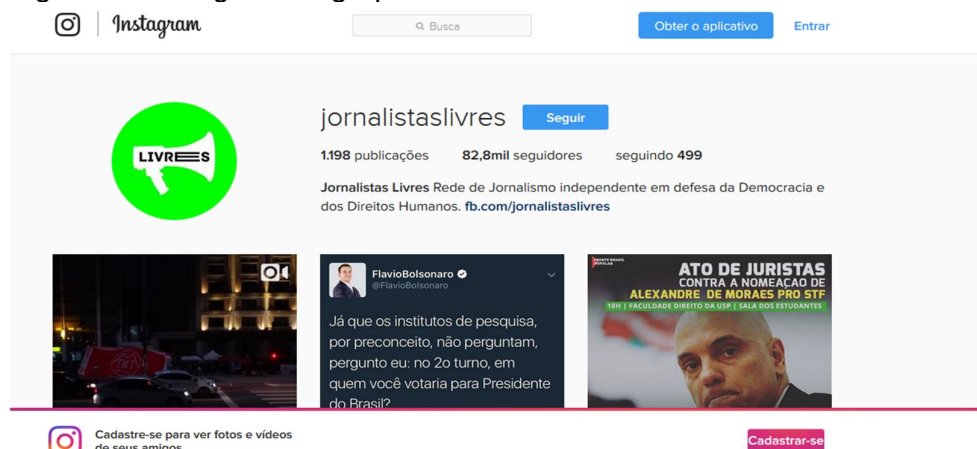 Instagram
Busca
Obter o aplicativo
Entrar
jornalistaslivres
Seguir
1.198 publicações 82,8mil seguidores seguindo 499
Jornalistas Livres Rede de Jornalismo independente em defesa da Democracia e
dos Direitos Humanos. fb.com/jornalistaslivres
LIVRES
FlavioBolsonaro
@FlavioBolsonaro
Já que os institutos de pesquisa,
por preconceito, não perguntam,
pergunto eu: no 2o turno, em
quem você votaria para Presidente
do Brasil?
FRENTE BRASIL
POPULAR
ATO DE JURISTAS
CONTRA A NOMEAÇAO DE
ALEXANDRE DE MORAES PRO STF
18H | FACULDADE DIREITO DA USP | SALA DOS ESTUDANTES
Cadastre-se para ver fotos e vídeos
de seus amigos
Cadastrar-se